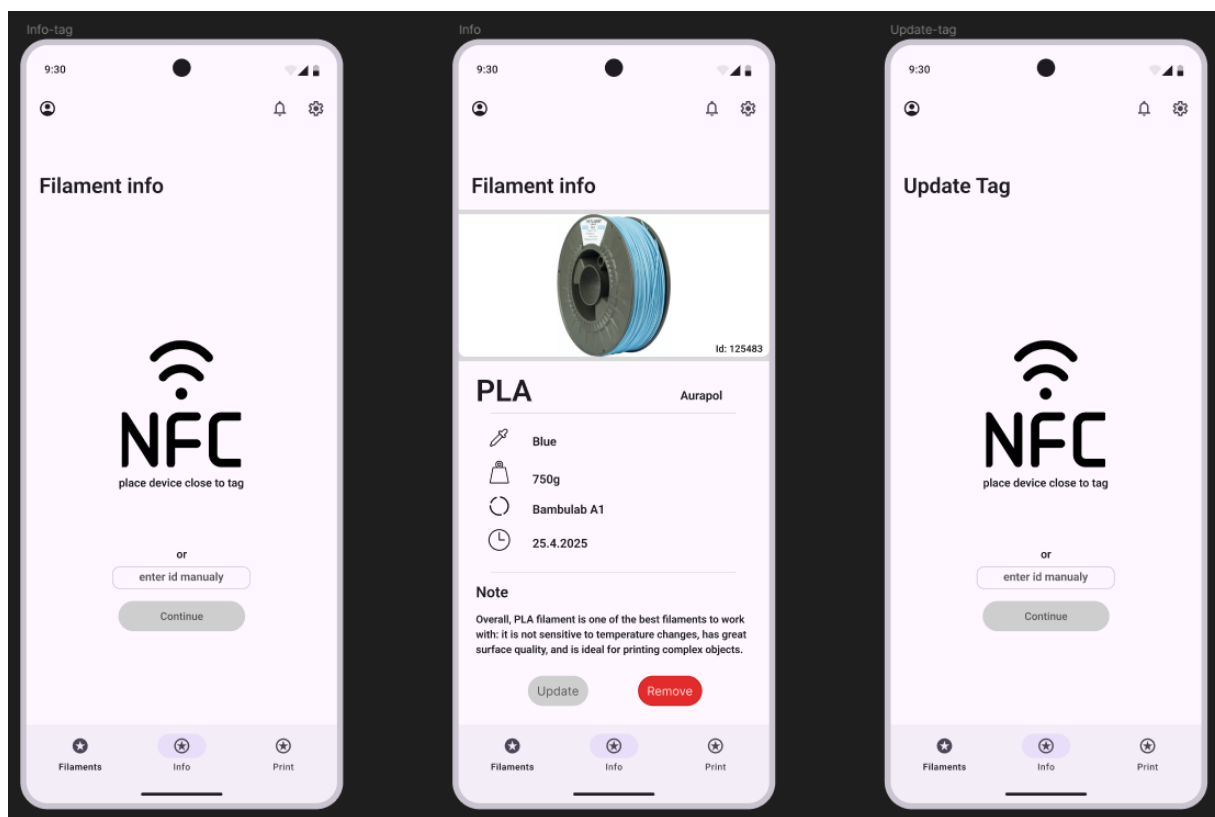 Info-tag
9:30
Filament info
NFC
place device close to tag
or
enter id manualy
Continue
Filaments
Info
Print
Info
9:30
Filament info
Id: 125483
PLA
Aurapol
Blue
750g
Bambulab A1
25.4.2025
Note
Overall, PLA filament is one of the best filaments to work
with: it is not sensitive to temperature changes, has great
surface quality, and is ideal for printing complex objects.
Update
Remove
Filaments
Info
Print
Update-tag
9:30
Update Tag
NFC
place device close to tag
or
enter id manualy
Continue
Filaments
Info
Print